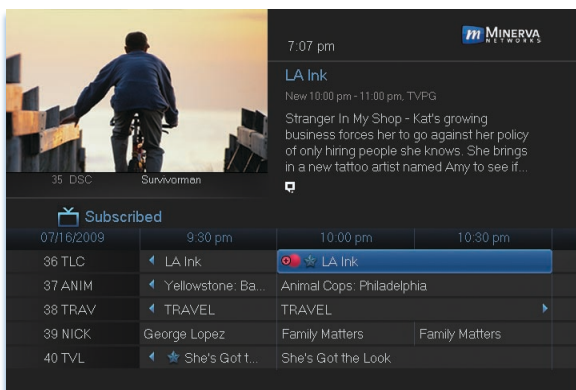 7:07 pm
m MINERVA
NETWORKS
LA Ink
New 10:00 pm - 11:00 pm, TVPG
Stranger In My Shop - Kat's growing
business forces her to go against her policy
of only hiring people she knows. She brings
in a new tattoo artist named Amy to see if...
35 DSC Survivorman
Subscribed
07/16/2009 9:30 pm 10:00 pm 10:30 pm
36 TLC LA Ink LA Ink
37 ANIM Yellowstone: Ba... Animal Cops: Philadelphia
38 TRAV TRAVEL TRAVEL
39 NICK George Lopez Family Matters Family Matters
40 TVL She's Got t... She's Got the Look